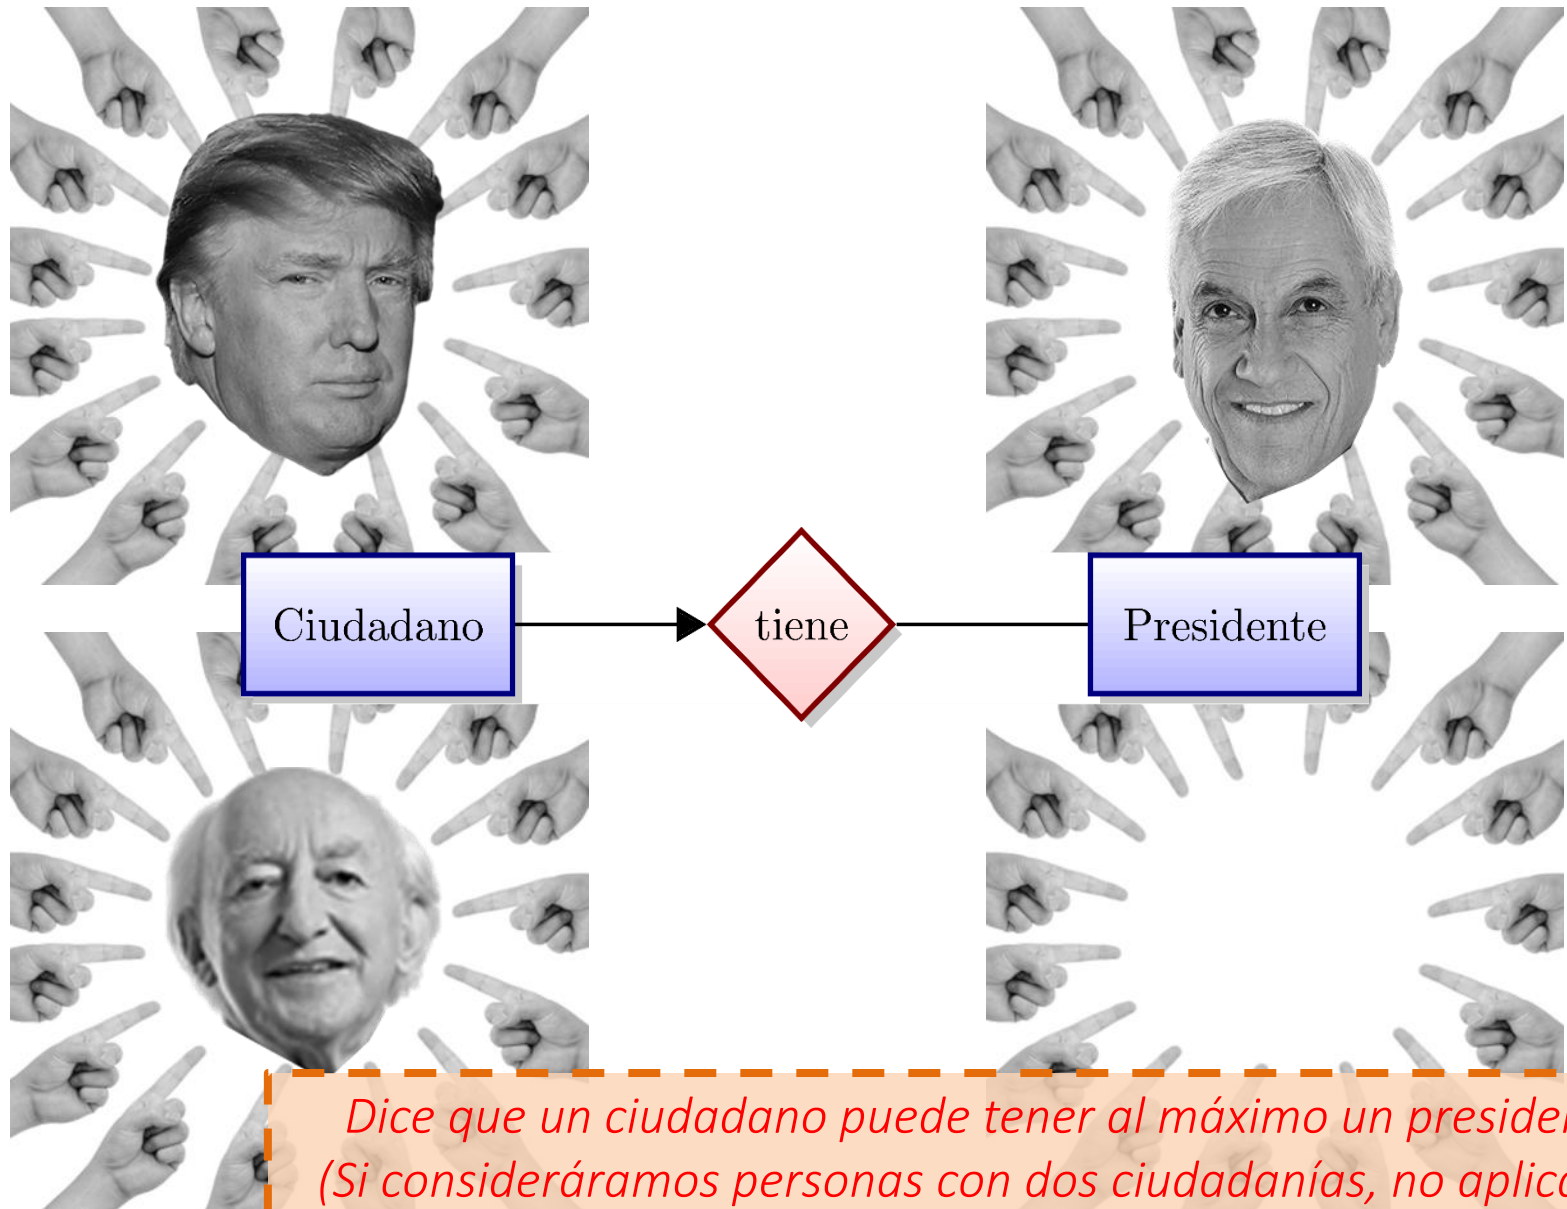 Ciudadano
tiene
Presidente
Dice que un ciudadano puede tener al máximo un
(Si consideráramos personas con dos ciudadanías, no